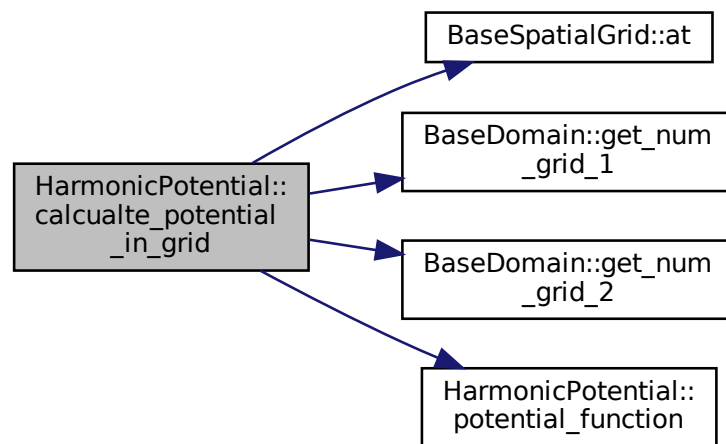 BaseSpatialGrid::at
BaseDomain::get_num
_grid_1
HarmonicPotential::
calcualte_potential
_in_grid
BaseDomain::get_num
_grid_2
HarmonicPotential::
potential_function